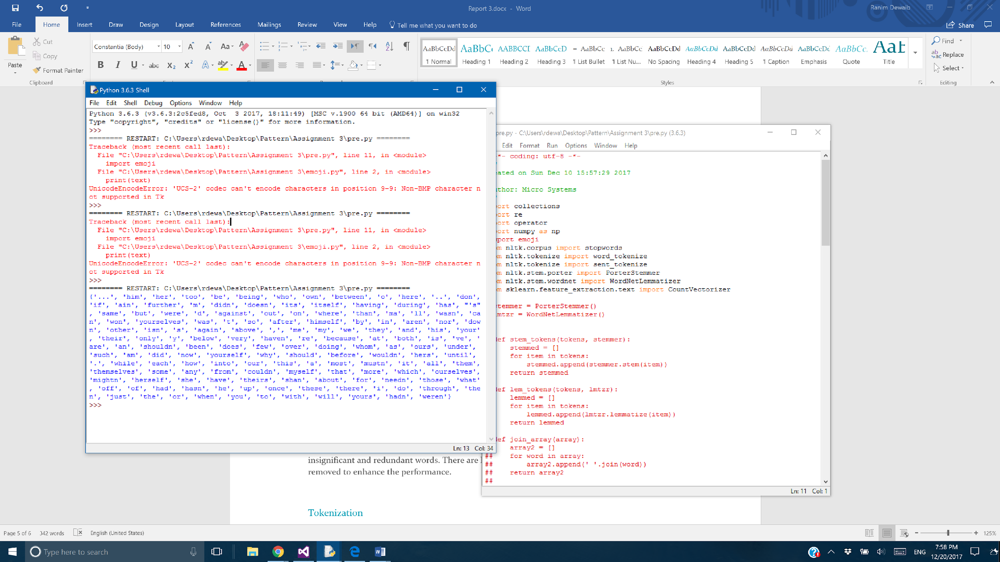 Report 3.docx - Word
Ranim Dewaib
File Home Insert Draw Design Layout References Mailings Review View Help Tell me what you want to do
Share
Paste
Cut
Copy
Format Painter
Clipboard
Constantia (Body) 10
AaBbCcDd AaBbC AABBCCI AaBbCcD AaBbCc 1. AaBbCc AaBbCcDd AaBbCcDd AaBbCcDd AaBbCcDd AaBbCcDc AaBbCc. AaB
¶ Normal Heading 1 Heading 2 Heading 3 ¶ List Bullet ¶ List Nu... No Spacing Heading 4 Heading 5 ¶ Caption Emphasis Quote Title
Styles
Find
Replace
Select
Editing
Python 3.6.3 Shell
File Edit Shell Debug Options Window Help
Python 3.6.3 (v3.6.3:2c5fed8, Oct  3 2017, 18:11:49) [MSC v.1900 64 bit (AMD64)] on win32
Type "copyright", "credits" or "license()" for more information.
>>>
======== RESTART: C:\Users\rdewa\Desktop\Pattern\Assignment 3\pre.py ========
Traceback (most recent call last):
  File "C:\Users\rdewa\Desktop\Pattern\Assignment 3\pre.py", line 11, in <module>
    import emoji
  File "C:\Users\rdewa\Desktop\Pattern\Assignment 3\emoji.py", line 2, in <module>
    print(text)
UnicodeEncodeError: 'UCS-2' codec can't encode characters in position 9-9: Non-BMP character n
ot supported in Tk
>>>
======== RESTART: C:\Users\rdewa\Desktop\Pattern\Assignment 3\pre.py ========
Traceback (most recent call last):
  File "C:\Users\rdewa\Desktop\Pattern\Assignment 3\pre.py", line 11, in <module>
    import emoji
  File "C:\Users\rdewa\Desktop\Pattern\Assignment 3\emoji.py", line 2, in <module>
    print(text)
UnicodeEncodeError: 'UCS-2' codec can't encode characters in position 9-9: Non-BMP character n
ot supported in Tk
>>>
======== RESTART: C:\Users\rdewa\Desktop\Pattern\Assignment 3\pre.py ========
{'...', 'him', 'her', 'too', 'be', 'being', 'who', 'own', 'between', 'o', 'here', '..', 'don',
'if', 'ain', 'further', 'm', 'didn', 'doesn', 'its', 'itself', 'having', 'during', 'has', "'s"
, 'same', 'but', 'were', 'd', 'against', 'out', 'on', 'where', 'than', 'ma', 'll', 'wasn', 'ca
n', 'won', 'yourselves', 'was', 't', 'so', 'after', 'himself', 'by', 'in', 'aren', 'nor', 'dow
n', 'other', 'isn', 's', 'again', 'above', ',', 'me', 'my', 'we', 'they', 'and', 'his', 'your'
, 'their', 'only', 'y', 'below', 'very', 'haven', 're', 'because', 'at', 'both', 'is', 've', '
are', 'an', 'shouldn', 'been', 'does', 'few', 'over', 'doing', 'whom', 'as', 'ours', 'under',
'such', 'am', 'did', 'now', 'yourself', 'why', 'should', 'before', 'wouldn', 'hers', 'until',
'.', 'while', 'each', 'how', 'into', 'our', 'this', 'a', 'most', 'mustn', 'it', 'all', 'them',
'themselves', 'some', 'any', 'from', 'couldn', 'myself', 'that', 'more', 'which', 'ourselves',
'mightn', 'herself', 'she', 'have', 'theirs', 'shan', 'about', 'for', 'needn', 'those', 'what'
, 'off', 'of', 'had', 'hasn', 'he', 'up', 'once', 'these', 'there', 'i', 'do', 'through', 'the
n', 'just', 'the', 'or', 'when', 'you', 'to', 'with', 'will', 'yours', 'hadn', 'weren'}
>>>
Ln: 13 Col: 34
pre.py - C:\Users\rdewa\Desktop\Pattern\Assignment 3\pre.py (3.6.3)
Edit Format Run Options Window Help
*- coding: utf-8 -*-
ated on Sun Dec 10 15:57:29 2017
thor: Micro Systems
ort collections
ort re
ort operator
ort numpy as np
port emoji
om nltk.corpus import stopwords
om nltk.tokenize import word_tokenize
om nltk.tokenize import sent_tokenize
om nltk.stem.porter import PorterStemmer
om nltk.stem.wordnet import WordNetLemmatizer
om sklearn.feature_extraction.text import CountVectorizer
stemmer = PorterStemmer()
mtzr = WordNetLemmatizer()
ef stem_tokens(tokens, stemmer):
    stemmed = []
    for item in tokens:
        stemmed.append(stemmer.stem(item))
    return stemmed
ef lem_tokens(tokens, lmtzr):
    lemmed = []
    for item in tokens:
        lemmed.append(lmtzr.lemmatize(item))
    return lemmed
ef join_array(array):
    array2 = []
##    for word in array:
##        array2.append(' '.join(word))
##    return array2
##
Ln: 11 Col: 1
insignificant and redundant words. There are
removed to enhance the performance.
Tokenization
Page 5 of 6 342 words English (United States) 125%
Type here to search
ENG
7:58 PM
12/20/2017